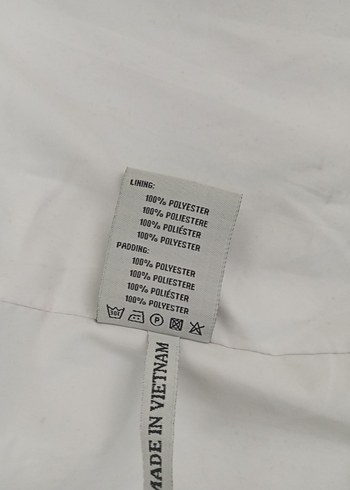 LINING:
100% POLYESTER
100% POLIESTERE
100% POLIÉSTER
100% POLYESTER
PADDING:
100% POLYESTER
100% POLIESTERE
100% POLIÉSTER
100% POLYESTER
MADE IN VIETNAM